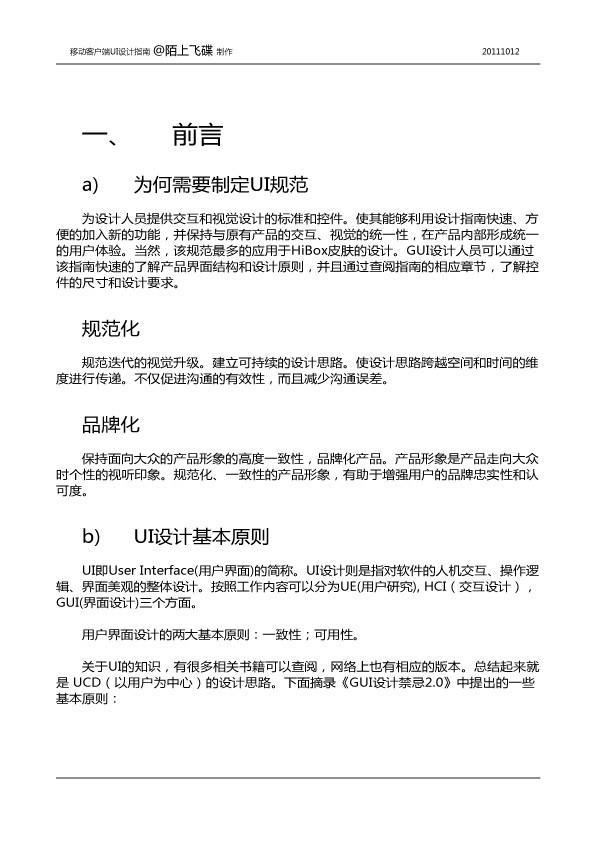 移动客户端UI设计指南 @陌上飞碟 制作 20111012
一、 前言
a) 为何需要制定UI规范
为设计人员提供交互和视觉设计的标准和控件。使其能够利用设计指南快速、方
便的加入新的功能，并保持与原有产品的交互、视觉的统一性，在产品内部形成统一
的用户体验。当然，该规范最多的应用于HiBox皮肤的设计。GUI设计人员可以通过
该指南快速的了解产品界面结构和设计原则，并且通过查阅指南的相应章节，了解控
件的尺寸和设计要求。
规范化
规范迭代的视觉升级。建立可持续的设计思路。使设计思路跨越空间和时间的维
度进行传递。不仅促进沟通的有效性，而且减少沟通误差。
品牌化
保持面向大众的产品形象的高度一致性，品牌化产品。产品形象是产品走向大众
时个性的视听印象。规范化、一致性的产品形象，有助于增强用户的品牌忠实性和认
可度。
b) UI设计基本原则
UI即User Interface(用户界面)的简称。UI设计则是指对软件的人机交互、操作逻
辑、界面美观的整体设计。按照工作内容可以分为UE(用户研究), HCI（交互设计），
GUI(界面设计)三个方面。
用户界面设计的两大基本原则：一致性；可用性。
关于UI的知识，有很多相关书籍可以查阅，网络上也有相应的版本。总结起来就
是 UCD（以用户为中心）的设计思路。下面摘录《GUI设计禁忌2.0》中提出的一些
基本原则：